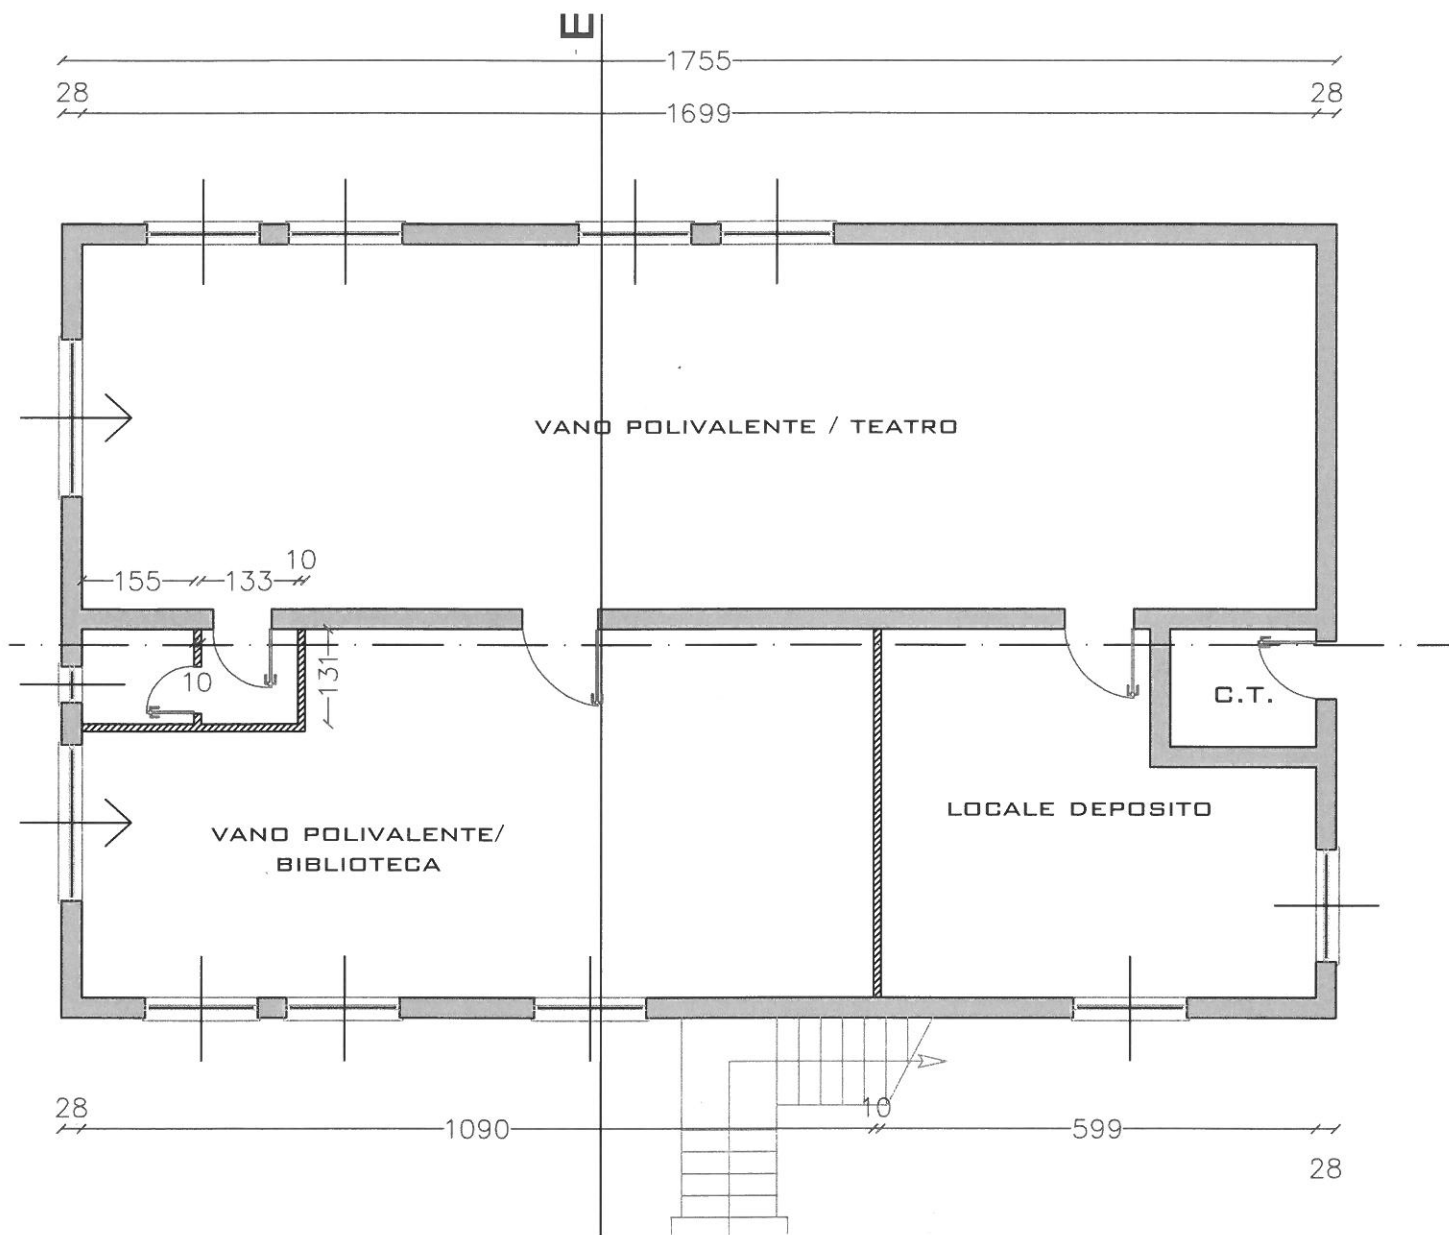 E
1755
28
28
1699
VANO POLIVALENTE / TEATRO
10
155
133
131
10
C.T.
LOCALE DEPOSITO
VANO POLIVALENTE/
BIBLIOTECA
28
10
1090
599
28